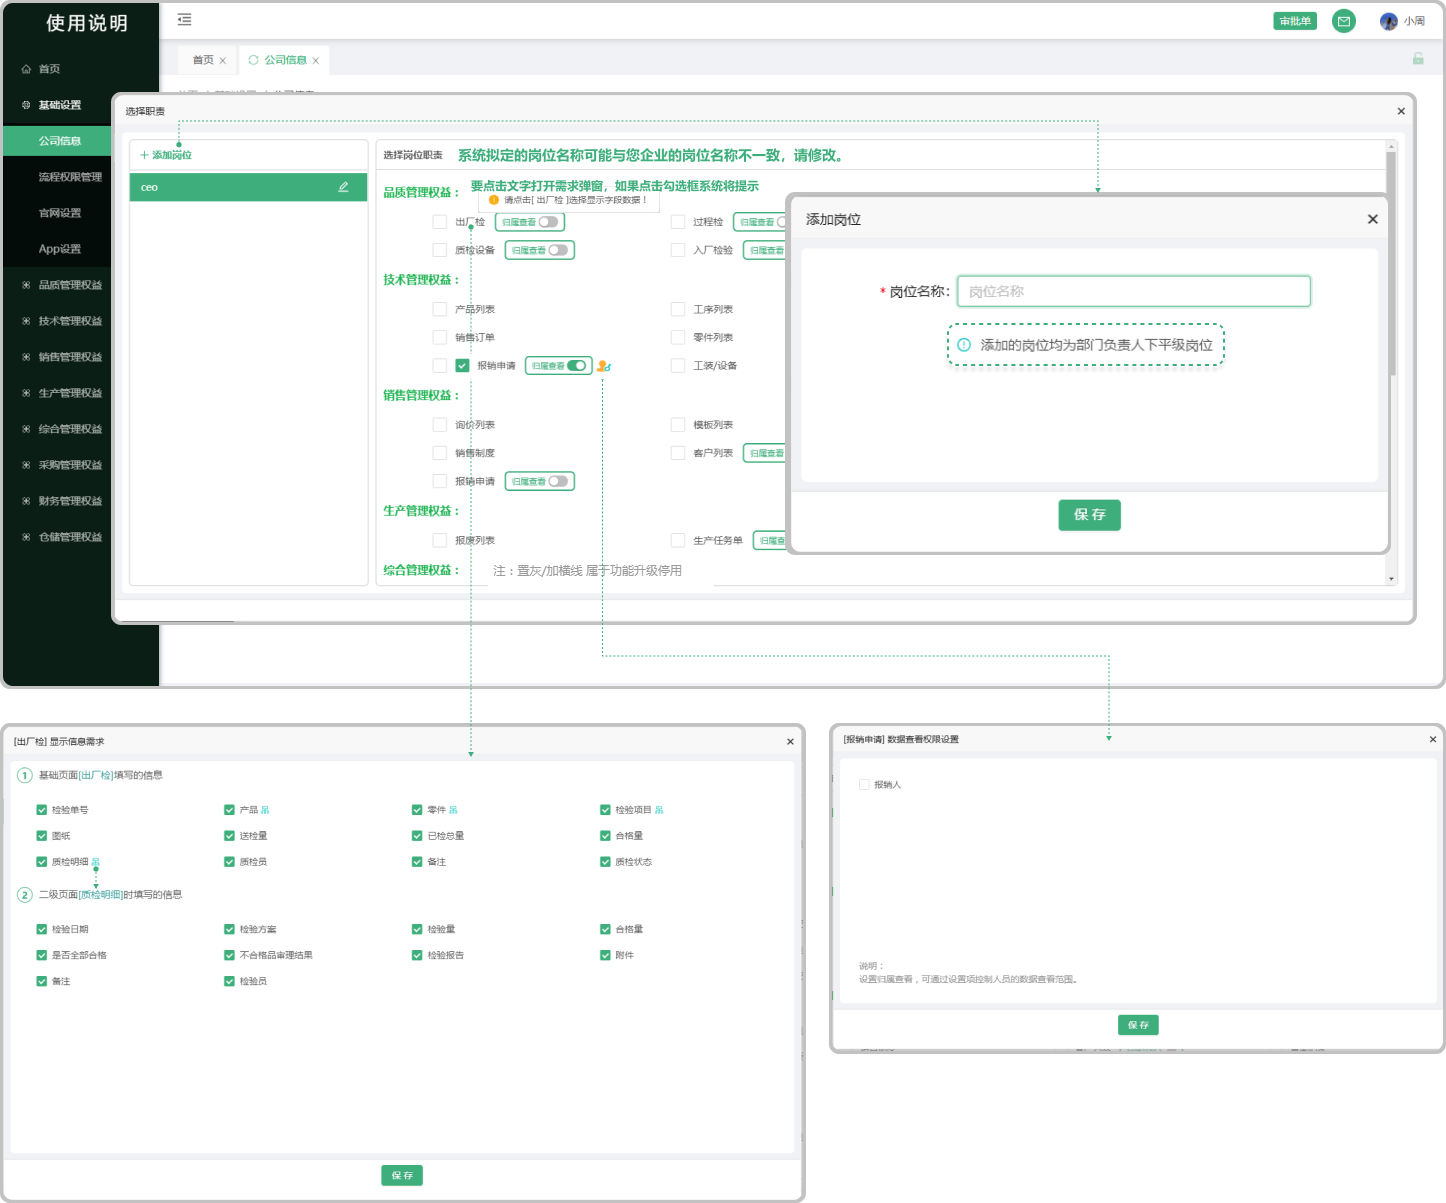 使用说明
审批单
小周
首页
公司信息
首页
基础设置
公司信息
流程权限管理
官网设置
App设置
品质管理权益
技术管理权益
销售管理权益
生产管理权益
综合管理权益
采购管理权益
财务管理权益
仓储管理权益
选择职责
添加岗位
ceo
选择岗位职责
系统拟定的岗位名称可能与您企业的岗位名称不一致，请修改。
品质管理权益：
要点击文字打开需求弹窗，如果点击勾选框系统将提示
请点击[ 出厂检 ]选择显示字段数据！
出厂检 归属查看
过程检 归属查看
质检设备 归属查看
入厂检验 归属查看
技术管理权益：
产品列表
工序列表
销售订单
零件列表
报销申请 归属查看
工装/设备
销售管理权益：
询价列表
模板列表
销售制度
客户列表 归属查看
报销申请 归属查看
生产管理权益：
报废列表
生产任务单 归属查
综合管理权益：
注：置灰/加横线 属于功能升级停用
添加岗位
* 岗位名称： 岗位名称
添加的岗位均为部门负责人下平级岗位
保 存
[出厂检] 显示信息需求
1 基础页面[出厂检]填写的信息
检验单号 产品 零件 检验项目
图纸 送检量 已检总量 合格量
质检明细 质检员 备注 质检状态
2 二级页面[质检明细]时填写的信息
检验日期 检验方案 检验量 合格量
是否全部合格 不合格品审理结果 检验报告 附件
备注 检验员
保 存
[报销申请] 数据查看权限设置
报销人
说明：
设置归属查看，可通过设置项控制人员的数据查看范围。
保 存